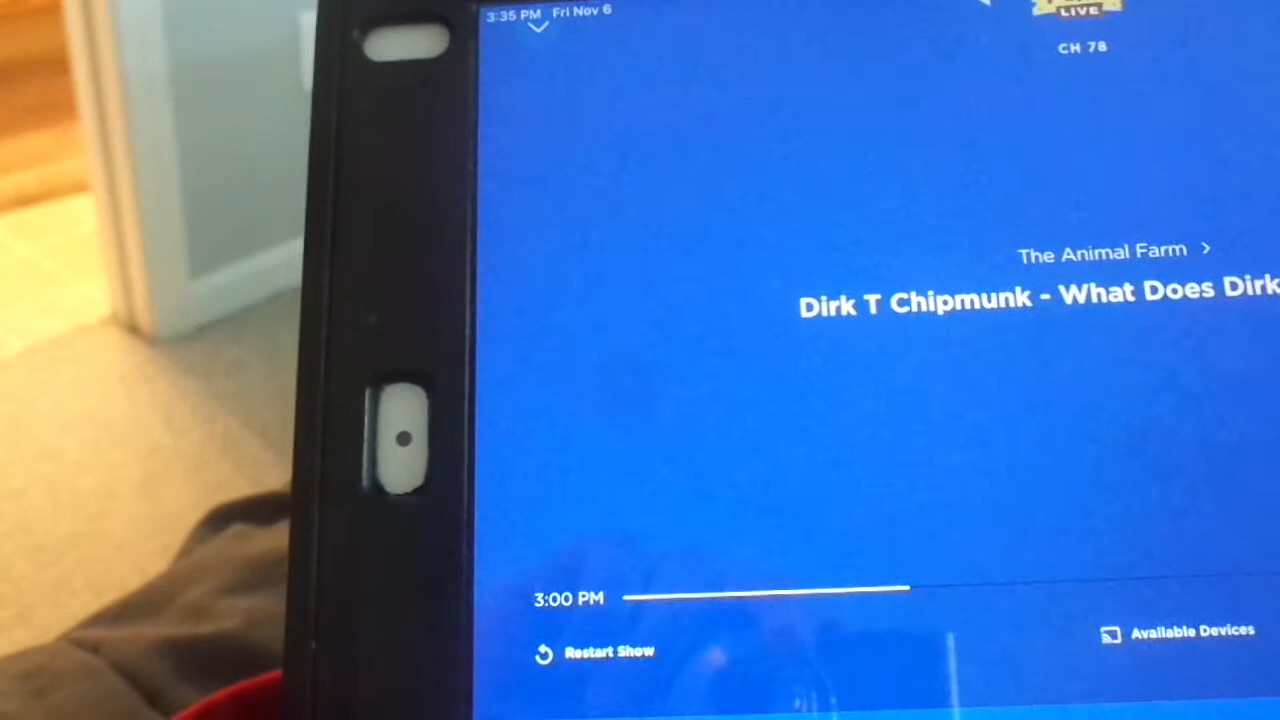 3:35 PM Fri Nov 6
LIVE
CH 78
The Animal Farm >
Dirk T Chipmunk - What Does Dirk
3:00 PM
Restart Show
Available Devices